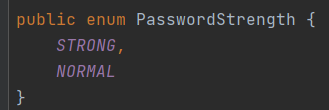 public enum PasswordStrength {
    STRONG,
    NORMAL
}